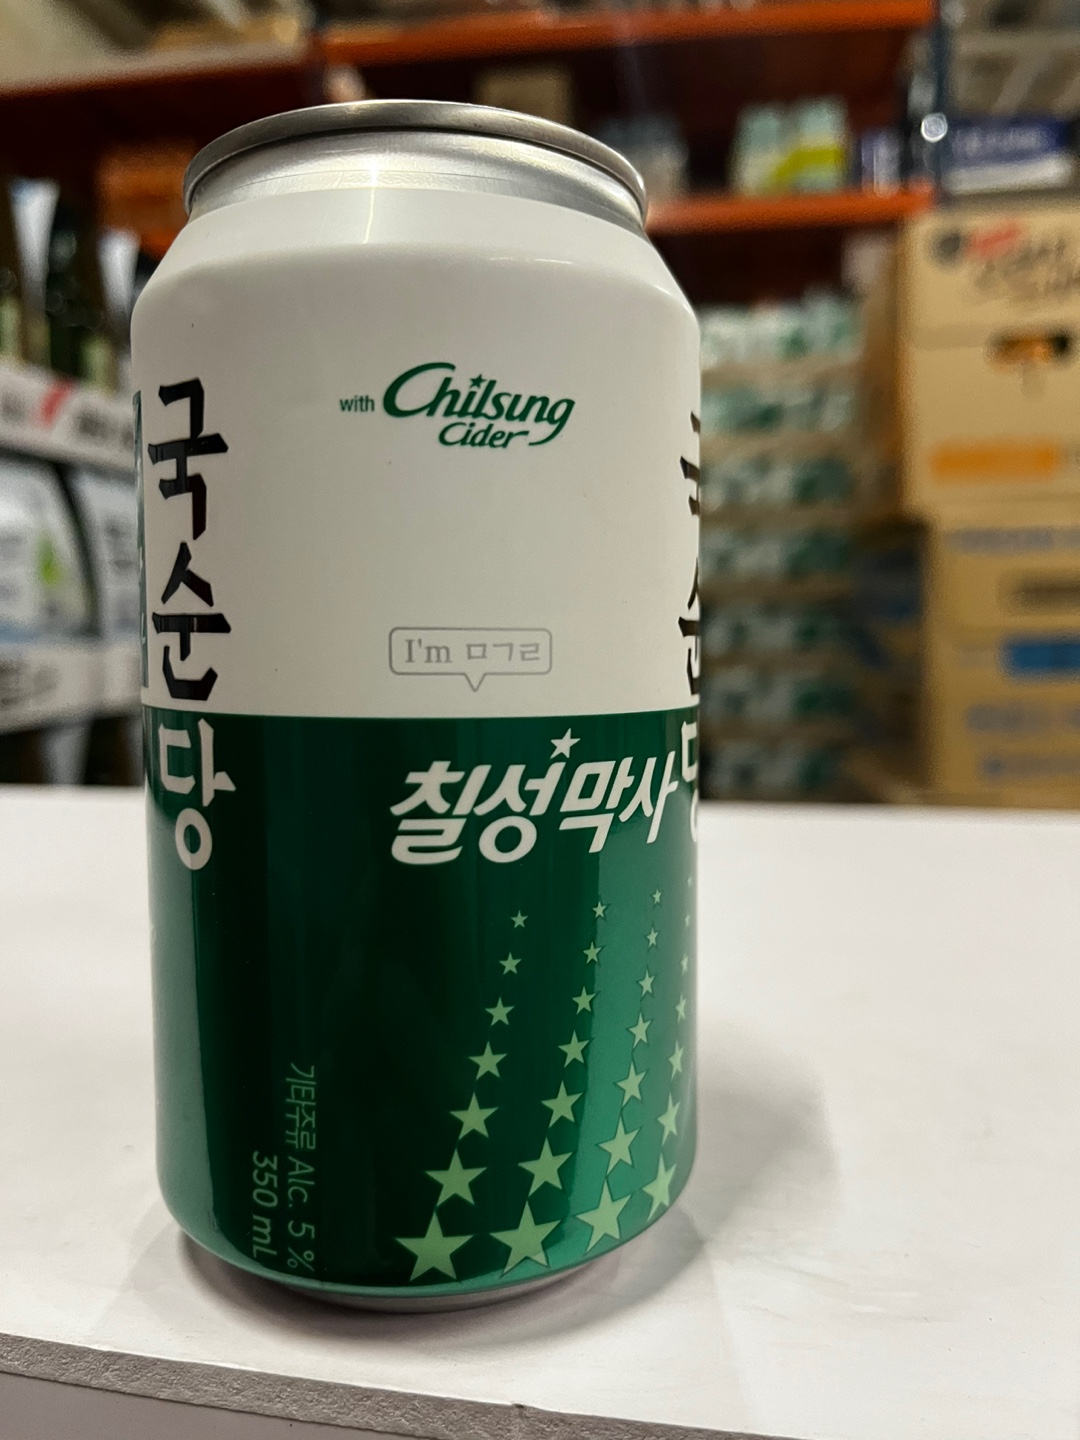 국순당
with Chilsung
Cider
I'm ㅁㄱㄹ
칠성막사
기타주류 Alc. 5 %
350 mL